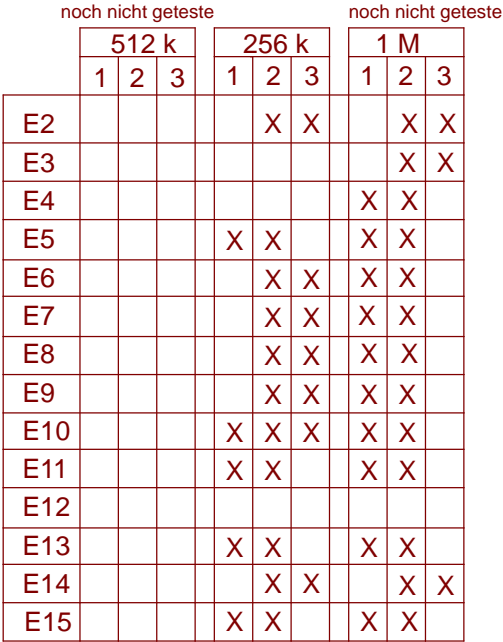 noch nicht geteste noch nicht geteste
512 k 256 k 1 M
1 2 3 1 2 3 1 2 3
E2 X X X X
E3 X X
E4 X X
E5 X X X X
E6 X X X X
E7 X X X X
E8 X X X X
E9 X X X X
E10 X X X X X
E11 X X X X
E12
E13 X X X X
E14 X X X X
E15 X X X X